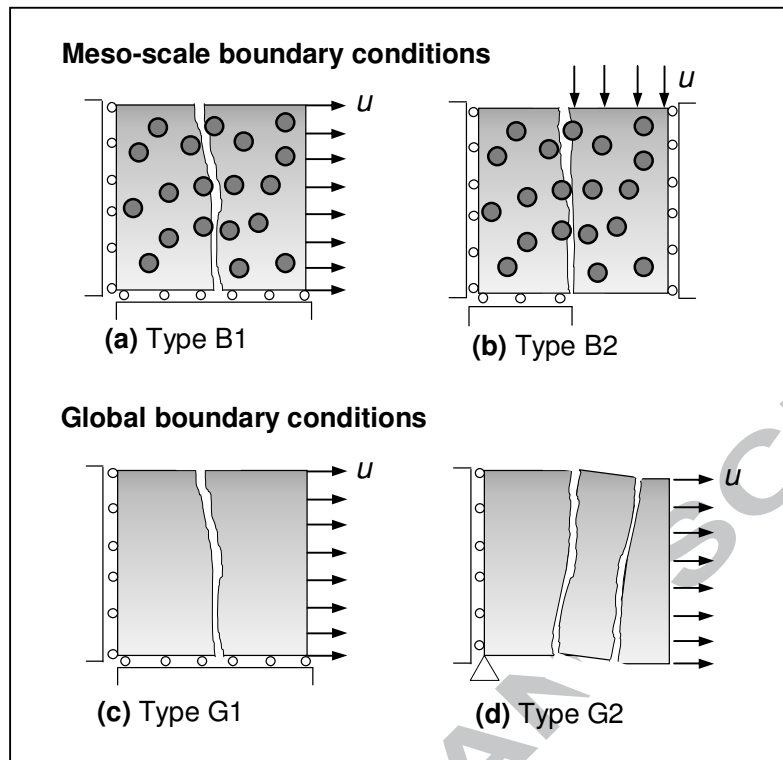 Meso-scale boundary conditions
u
u
(a) Type B1
(b) Type B2
Global boundary conditions
u
u
(c) Type G1
(d) Type G2